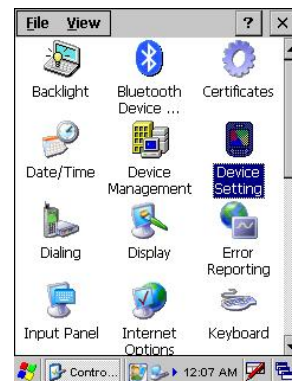 File View ? ×
Backlight Bluetooth Device ... Certificates
Date/Time Device Management Device Setting
Dialing Display Error Reporting
Input Panel Internet Options Keyboard
Contro... 12:07 AM